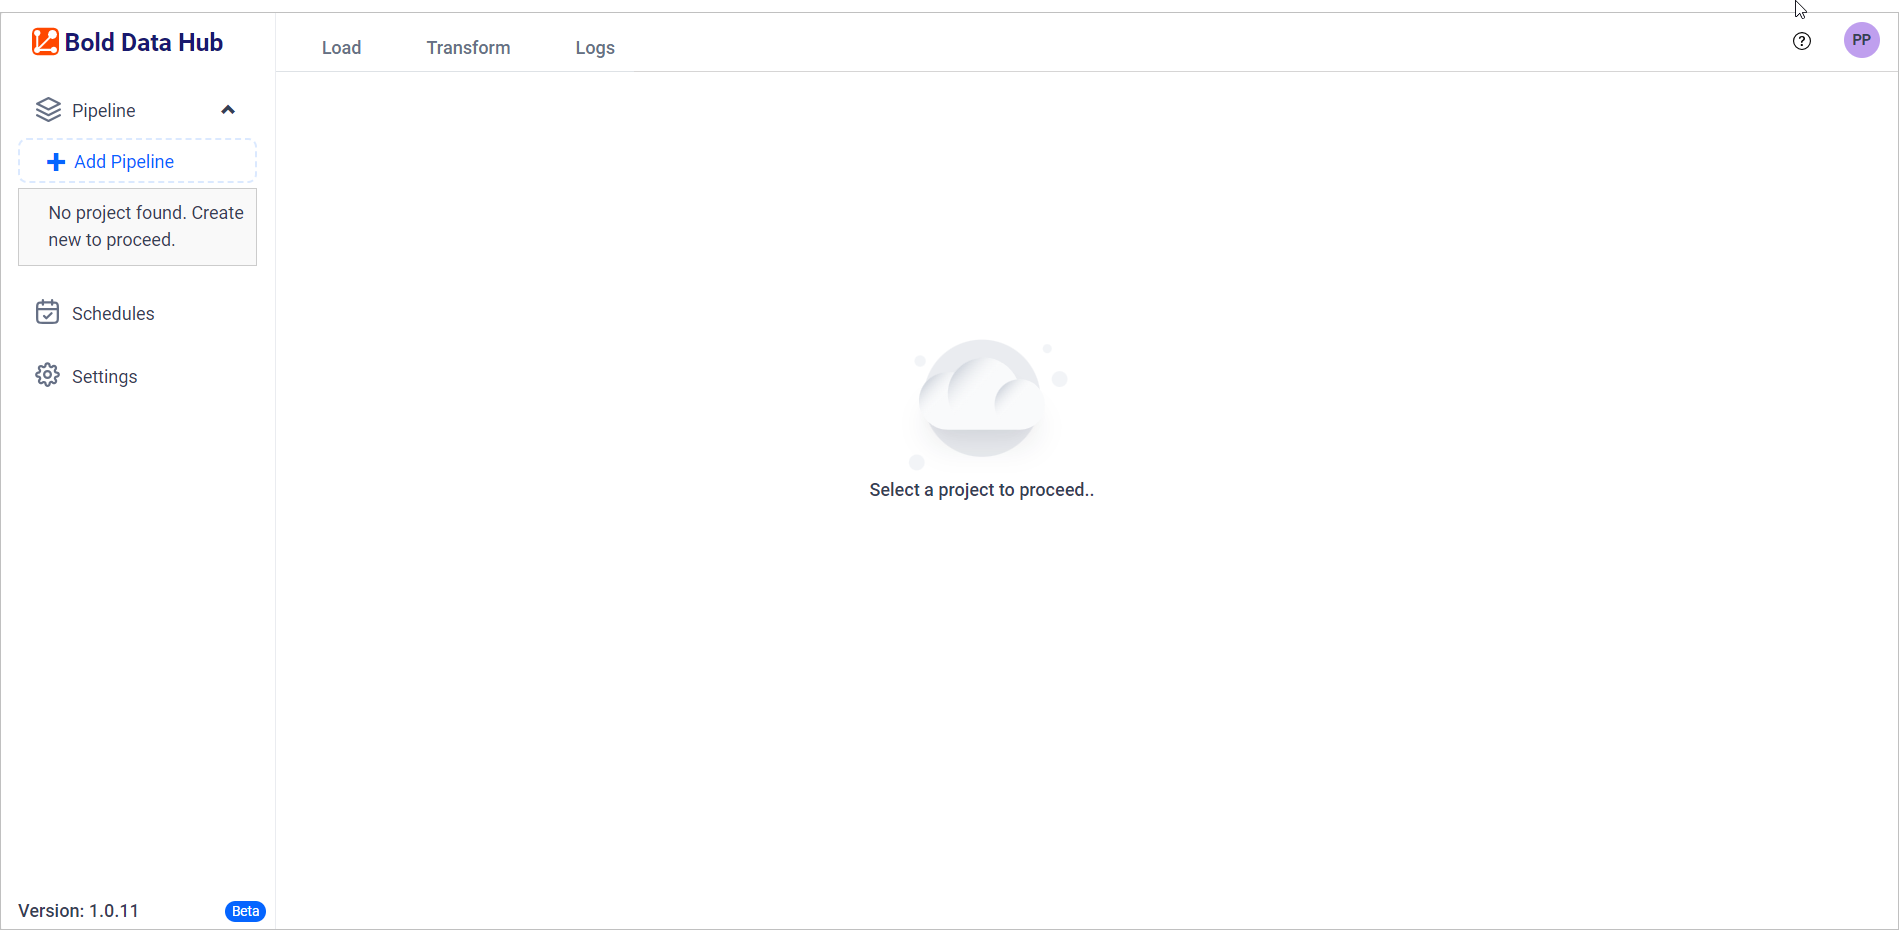 Bold Data Hub
Load
Transform
Logs
PP
Pipeline
Add Pipeline
No project found. Create
new to proceed.
Schedules
Settings
Select a project to proceed..
Version: 1.0.11
Beta